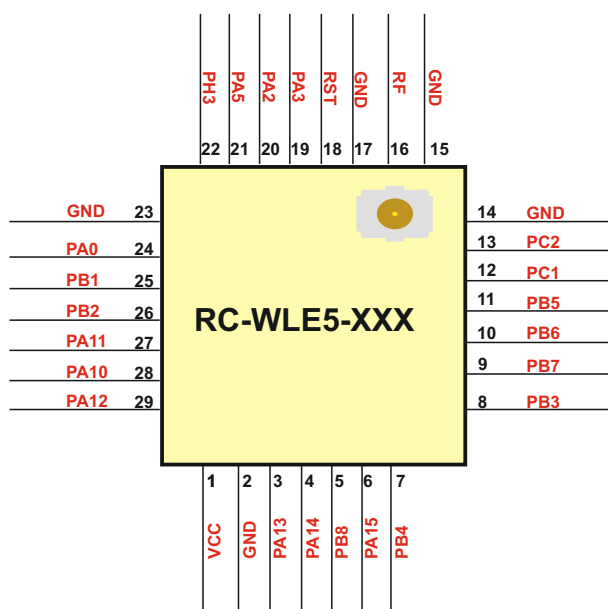 PH3 PA5 PA2 PA3 RST GND RF GND
22 21 20 19 18 17 16 15
GND 23
PA0 24
PB1 25
PB2 26
PA11 27
PA10 28
PA12 29
RC-WLE5-XXX
14 GND
13 PC2
12 PC1
11 PB5
10 PB6
9 PB7
8 PB3
1 2 3 4 5 6 7
VCC GND PA13 PA14 PB8 PA15 PB4